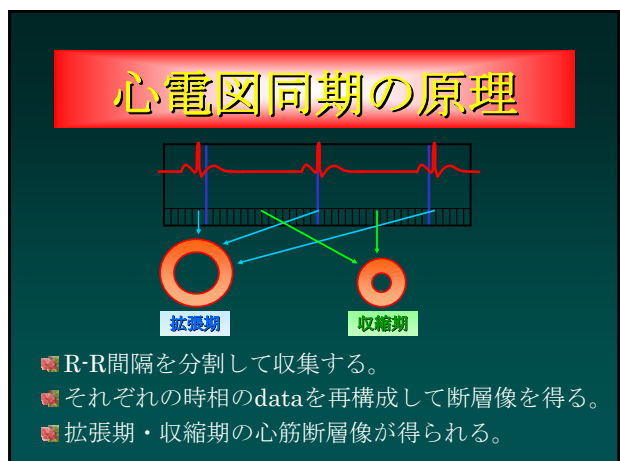 心電図同期の原理
拡張期
収縮期
R-R間隔を分割して収集する。
それぞれの時相のdataを再構成して断層像を得る。
拡張期・収縮期の心筋断層像が得られる。